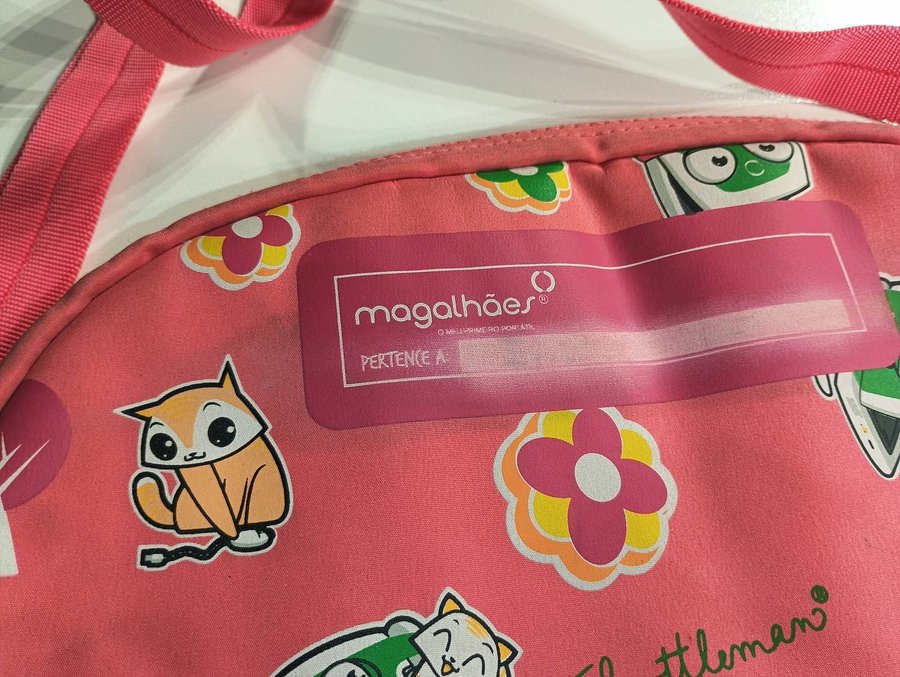 magalhães®
O MEU PRIMEIRO PORTÁTIL
PERTENCE A